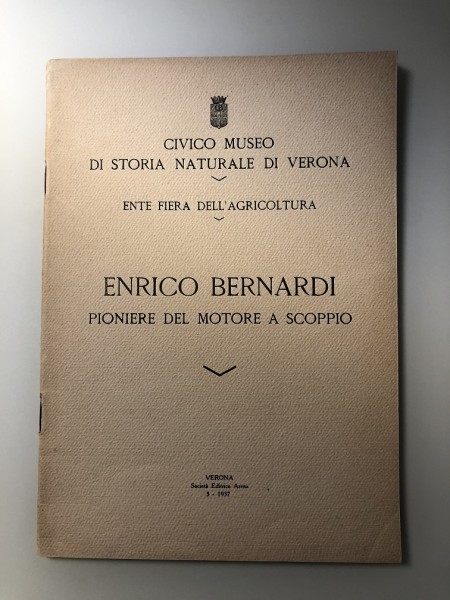 CIVICO MUSEO
DI STORIA NATURALE DI VERONA
ENTE FIERA DELL'AGRICOLTURA
ENRICO BERNARDI
PIONIERE DEL MOTORE A SCOPPIO
VERONA
Società Editrice Arena
3 - 1937